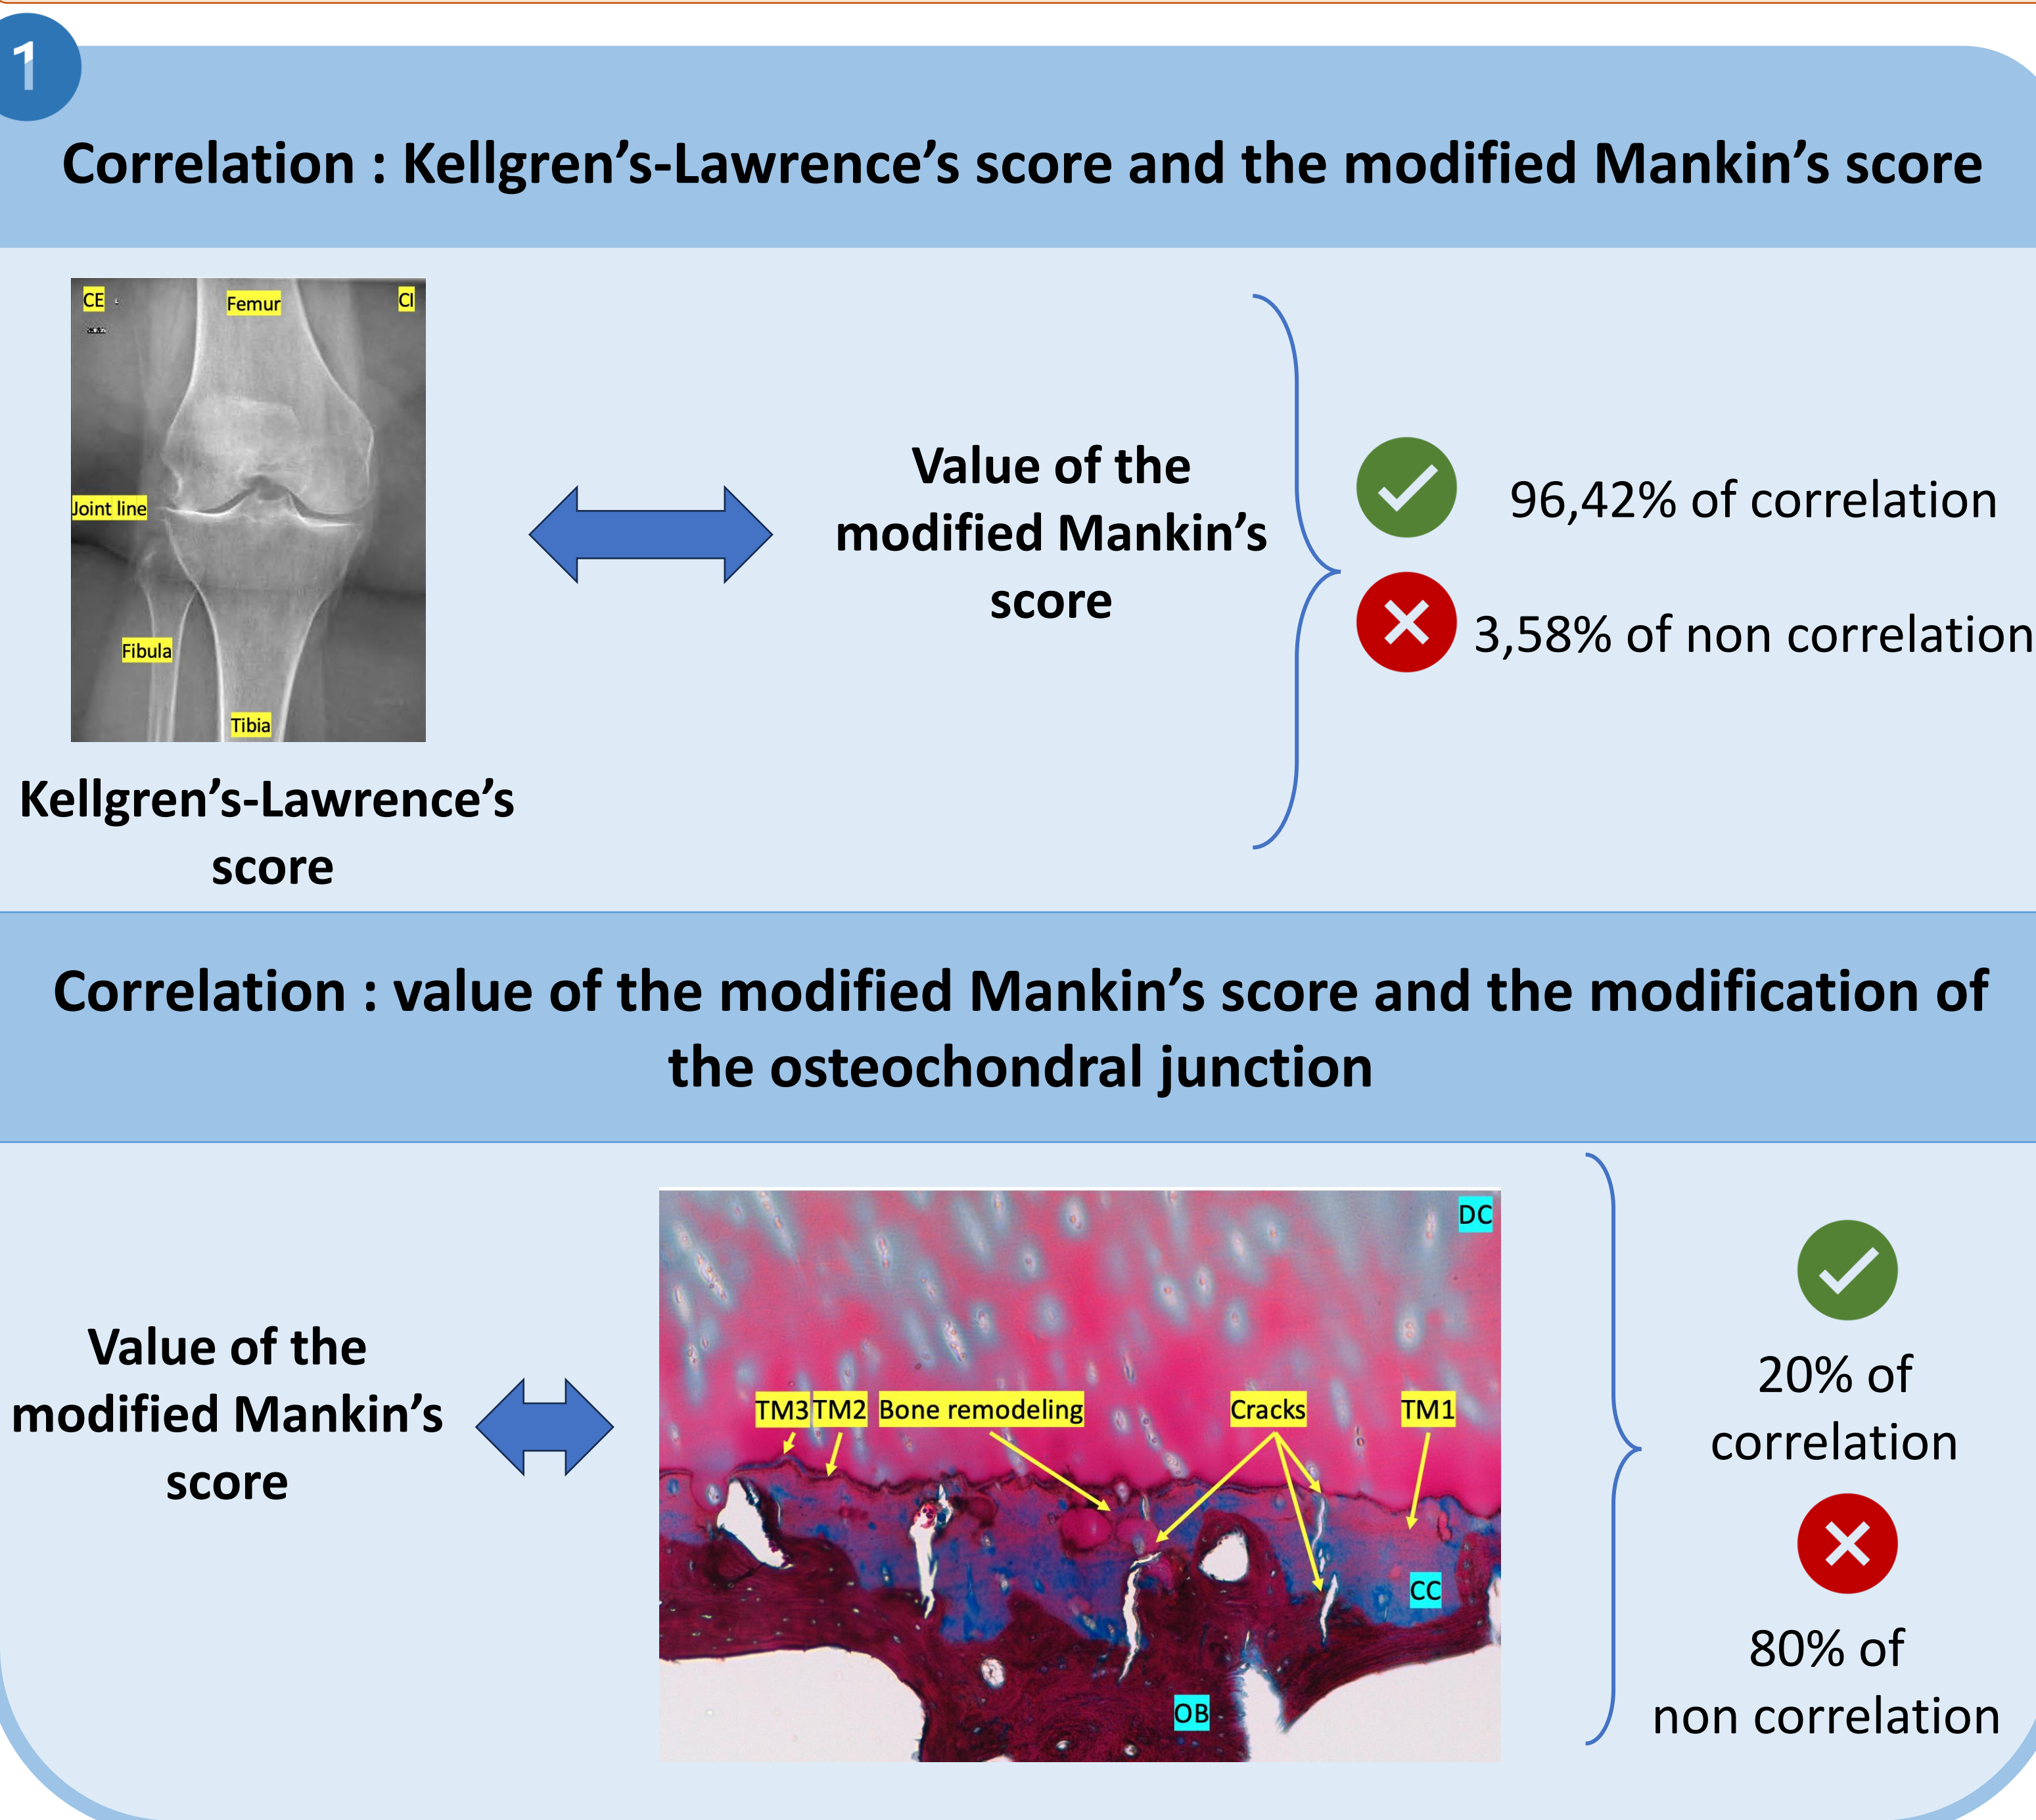 1
Correlation : Kellgren’s-Lawrence’s score and the modified Mankin’s score
CE
L
Femur
CI
Joint line
Fibula
Tibia
Kellgren’s-Lawrence’s
score
Value of the
modified Mankin’s
score
96,42% of correlation
3,58% of non correlation
Correlation : value of the modified Mankin’s score and the modification of
the osteochondral junction
Value of the
modified Mankin’s
score
DC
TM3
TM2
Bone remodeling
Cracks
TM1
CC
OB
20% of
correlation
80% of
non correlation